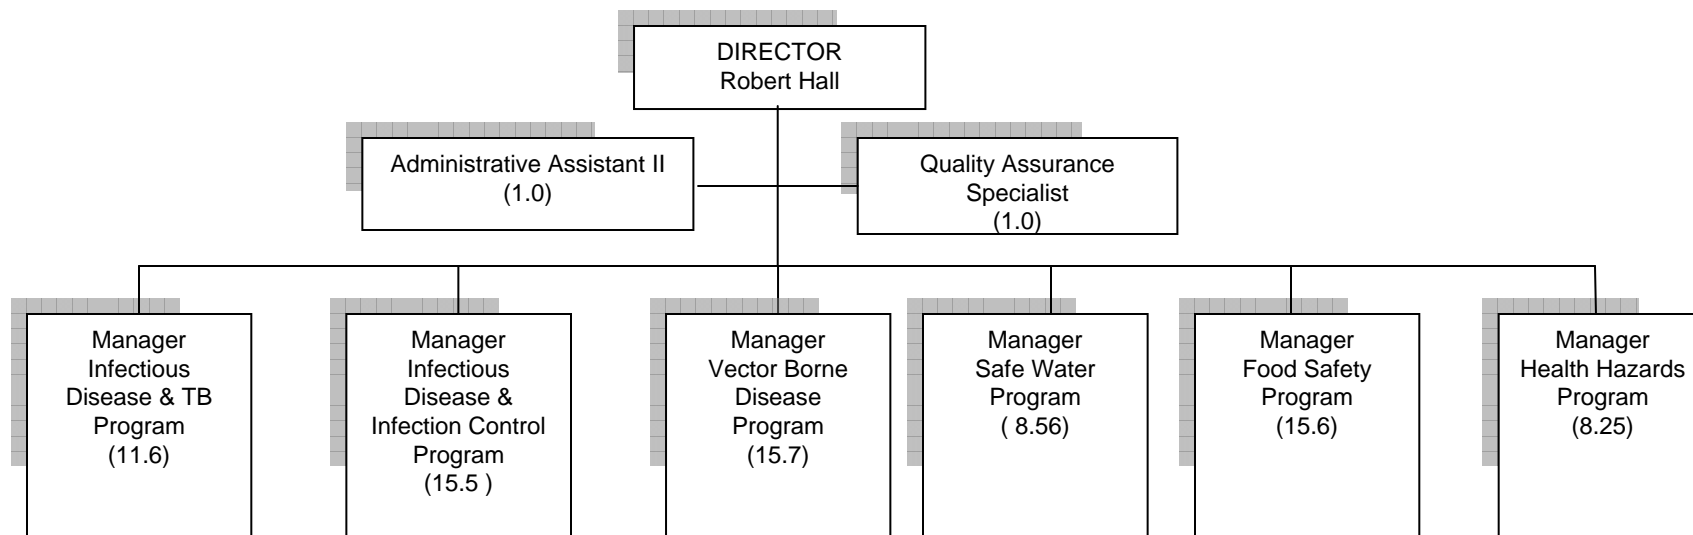 DIRECTOR
Robert Hall
Administrative Assistant II
(1.0)
Quality Assurance
Specialist
(1.0)
Manager
Infectious
Disease & TB
Program
(11.6)
Manager
Infectious
Disease &
Infection Control
Program
(15.5 )
Manager
Vector Borne
Disease
Program
(15.7)
Manager
Safe Water
Program
( 8.56)
Manager
Food Safety
Program
(15.6)
Manager
Health Hazards
Program
(8.25)